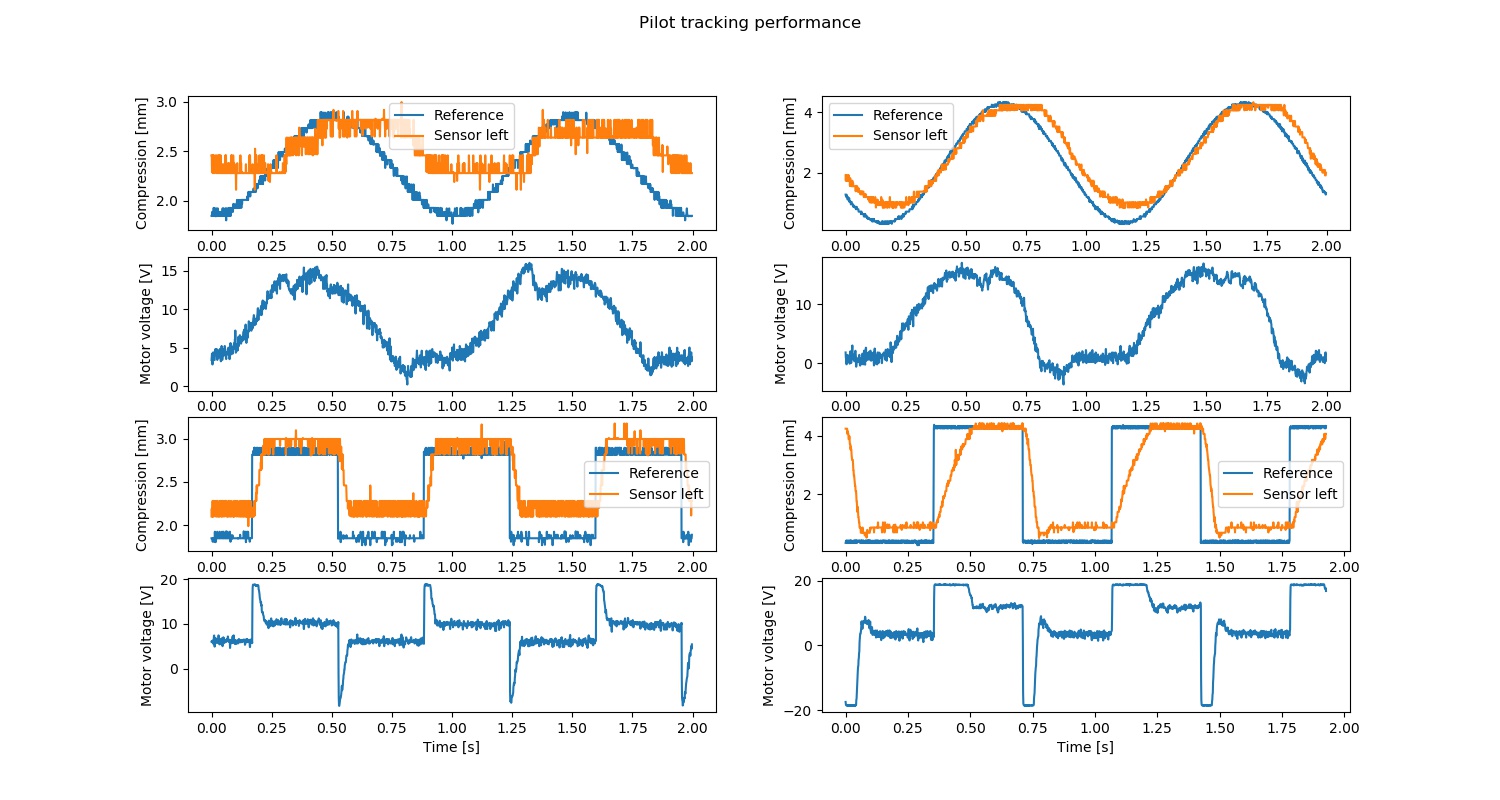 Pilot tracking performance
Compression [mm]
3.0
2.5
2.0
Reference
Sensor left
0.00 0.25 0.50 0.75 1.00 1.25 1.50 1.75 2.00
Compression [mm]
4
2
Reference
Sensor left
0.00 0.25 0.50 0.75 1.00 1.25 1.50 1.75 2.00
Motor voltage [V]
15
10
5
0
0.00 0.25 0.50 0.75 1.00 1.25 1.50 1.75 2.00
Motor voltage [V]
10
0
0.00 0.25 0.50 0.75 1.00 1.25 1.50 1.75 2.00
Compression [mm]
3.0
2.5
2.0
Reference
Sensor left
0.00 0.25 0.50 0.75 1.00 1.25 1.50 1.75 2.00
Compression [mm]
4
2
Reference
Sensor left
0.00 0.25 0.50 0.75 1.00 1.25 1.50 1.75 2.00
Motor voltage [V]
20
10
0
0.00 0.25 0.50 0.75 1.00 1.25 1.50 1.75 2.00
Time [s]
Motor voltage [V]
20
0
−20
0.00 0.25 0.50 0.75 1.00 1.25 1.50 1.75 2.00
Time [s]